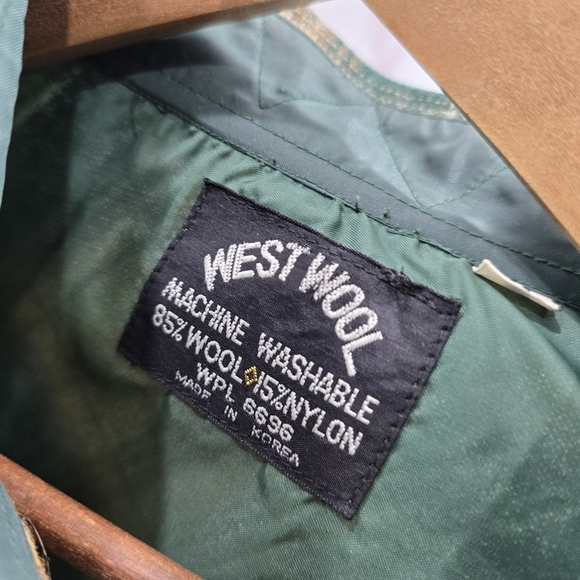 WEST WOOL
MACHINE WASHABLE
85% WOOL 15% NYLON
WPL 6696
MADE IN KOREA